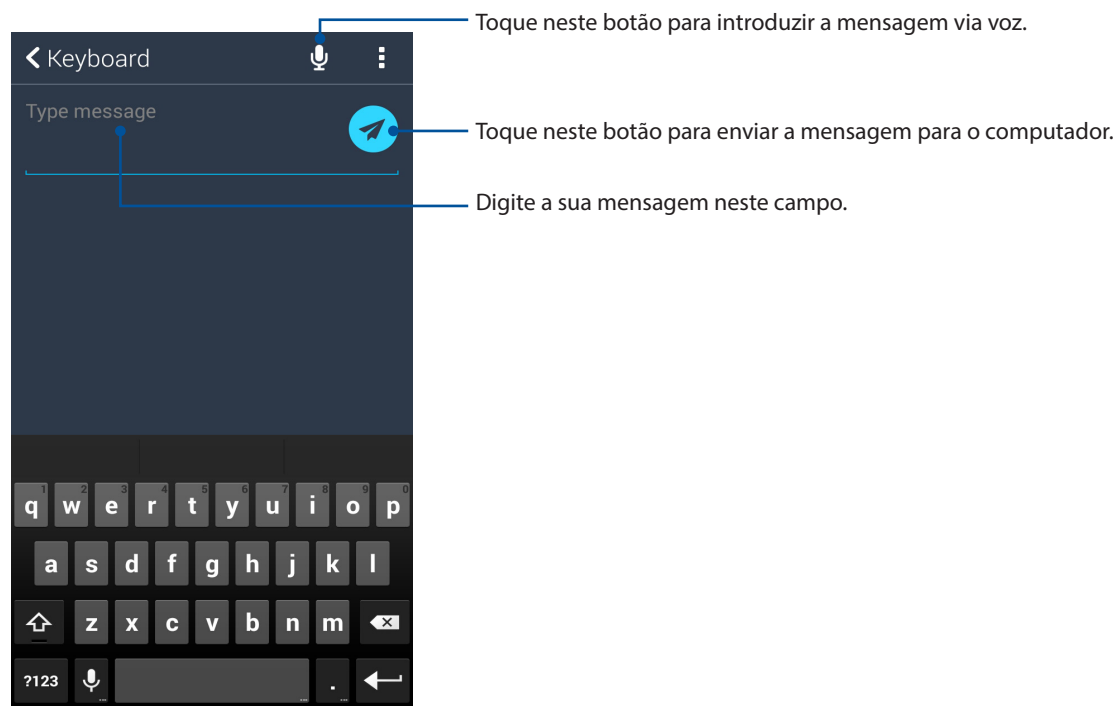 Toque neste botão para introduzir a mensagem via voz.
Keyboard
Type message
Toque neste botão para enviar a mensagem para o computador.
Digite a sua mensagem neste campo.
1 2 3 4 5 6 7 8 9 0
q w e r t y u i o p
a s d f g h j k l
z x c v b n m
?123 . ...